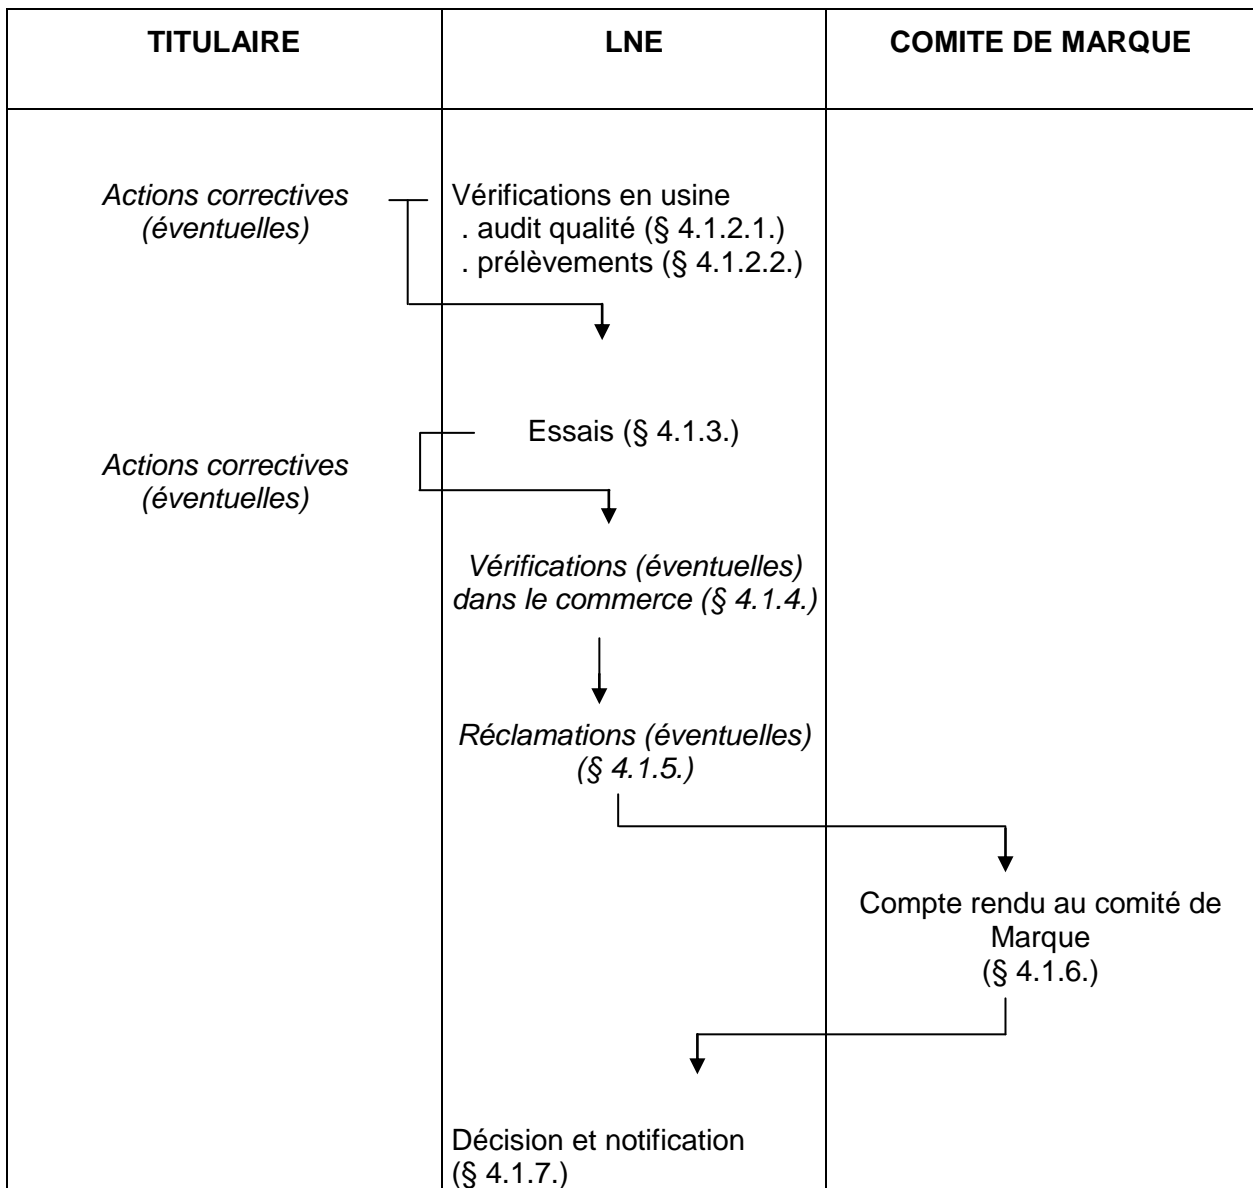 TITULAIRE
LNE
COMITE DE MARQUE
Actions correctives
(éventuelles)
Vérifications en usine
. audit qualité (§ 4.1.2.1.)
. prélèvements (§ 4.1.2.2.)
Essais (§ 4.1.3.)
Actions correctives
(éventuelles)
Vérifications (éventuelles)
dans le commerce (§ 4.1.4.)
Réclamations (éventuelles)
(§ 4.1.5.)
Compte rendu au comité de
Marque
(§ 4.1.6.)
Décision et notification
(§ 4.1.7.)